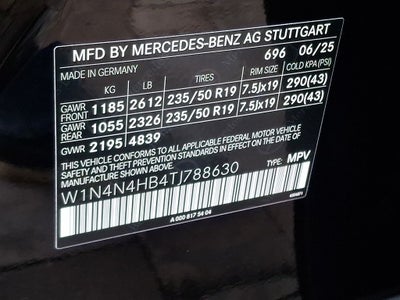 MFD BY MERCEDES-BENZ AG STUTTGART
MADE IN GERMANY 696 06/25
KG LB TIRES RIM SIZE COLD KPA (PSI)
GAWR FRONT 1185 2612 235/50 R19 7.5Jx19 290(43)
GAWR REAR 1055 2326 235/50 R19 7.5Jx19 290(43)
GVWR 2195 4839
THIS VEHICLE CONFORMS TO ALL APPLICABLE FEDERAL MOTOR VEHICLE
SAFETY, BUMPER, AND THEFT PREVENTION STANDARDS IN EFFECT
ON THE DATE OF MANUFACTURE SHOWN ABOVE.
W1N4N4HB4TJ788630 TYPE: MPV
A 000 817 54 04